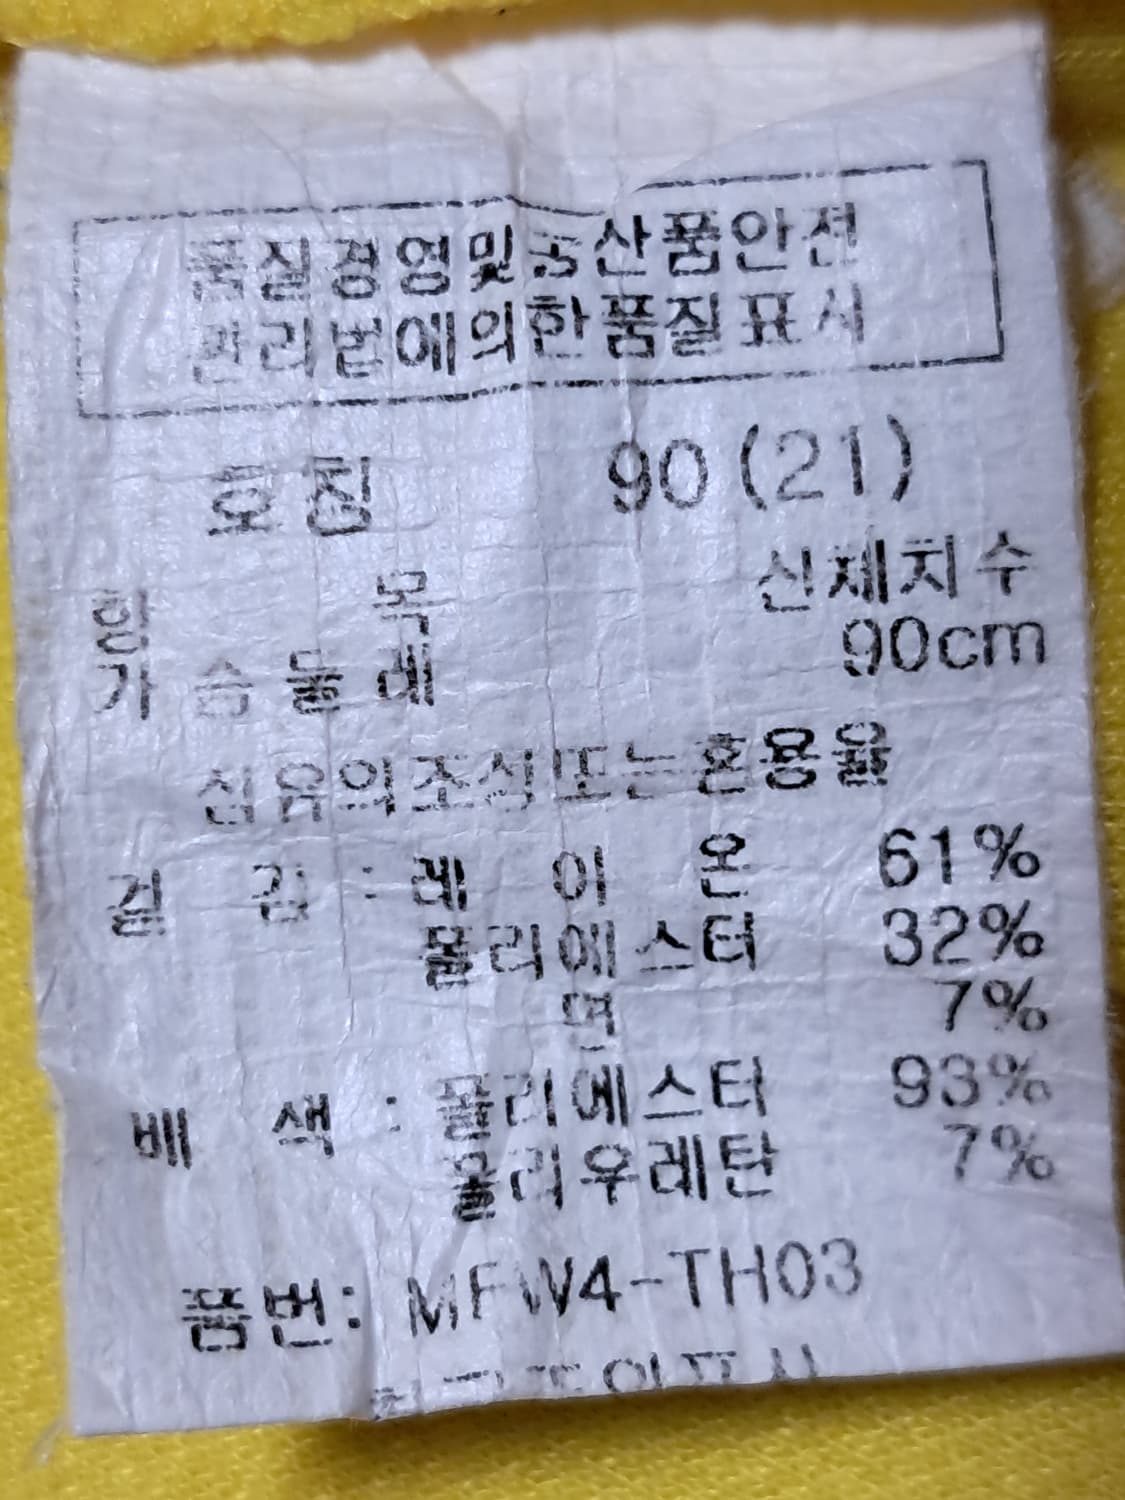 품질경영및공산품안전
관리법에의한품질표시
호칭 90 (21)
항 목 신체치수
가 슴 둘 레 90cm
섬유의조성또는혼용율
겉 감 : 레 이 온 61%
폴리에스터 32%
면 7%
배 색 : 폴리에스터 93%
폴리우레탄 7%
품번: MFW4-TH03